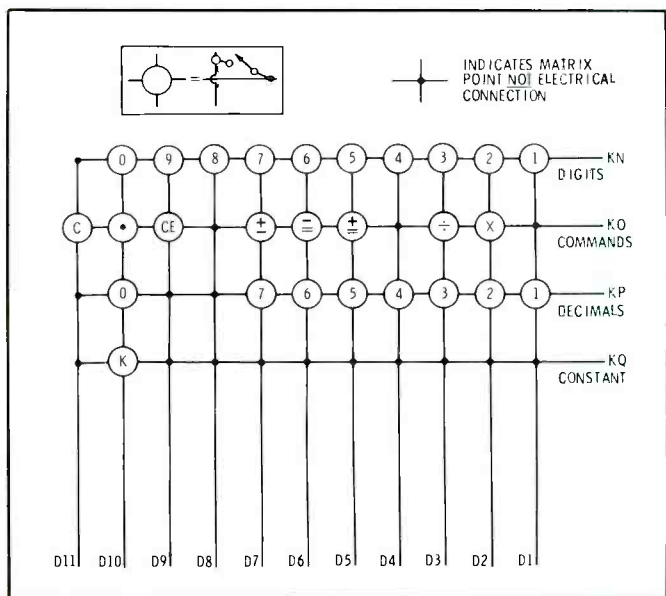 =
INDICATES MATRIX
POINT NOT ELECTRICAL
CONNECTION
0 9 8 7 6 5 4 3 2 1 KN
DIGITS
C • CE ± = ± ÷ X KO
COMMANDS
0 7 6 5 4 3 2 1 KP
DECIMALS
K KQ
CONSTANT
D11 D10 D9 D8 D7 D6 D5 D4 D3 D2 D1